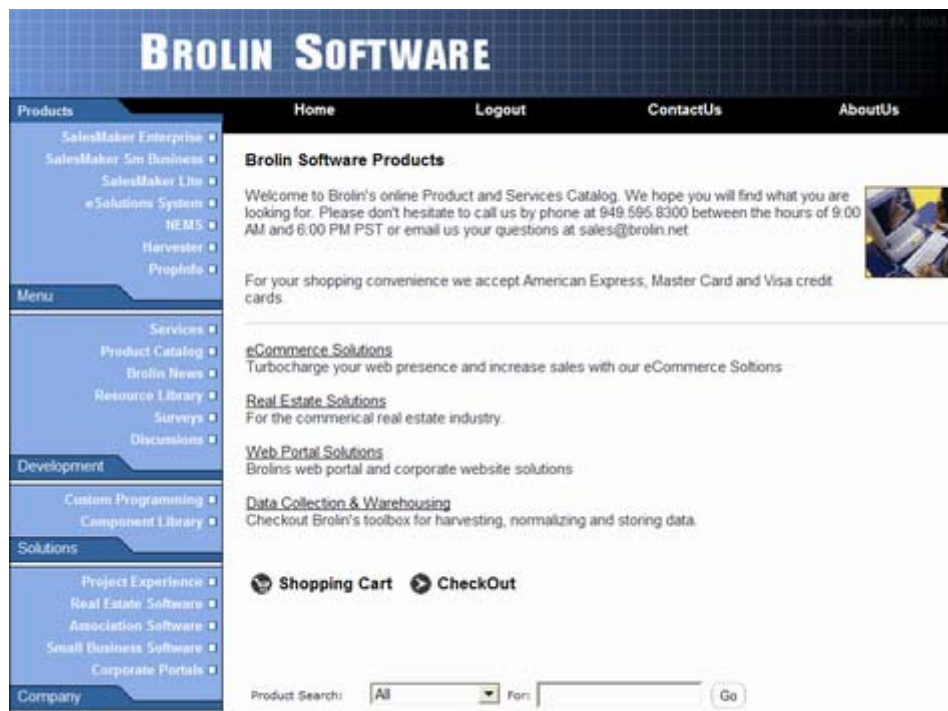 BROLIN SOFTWARE
Products
Home Logout ContactUs AboutUs
SalesMaker Enterprise
SalesMaker Sm Business
SalesMaker Lite
eSolutions System
NEMS
Harvester
PropInfo
Menu
Services
Product Catalog
Brolin News
Resource Library
Surveys
Discussions
Development
Custom Programming
Component Library
Solutions
Project Experience
Real Estate Software
Association Software
Small Business Software
Corporate Portals
Company
Brolin Software Products
Welcome to Brolin's online Product and Services Catalog. We hope you will find what you are
looking for. Please don't hesitate to call us by phone at 949.595.8300 between the hours of 9:00
AM and 6:00 PM PST or email us your questions at sales@brolin.net
For your shopping convenience we accept American Express, Master Card and Visa credit
cards.
eCommerce Solutions
Turbocharge your web presence and increase sales with our eCommerce Soltions
Real Estate Solutions
For the commerical real estate industry.
Web Portal Solutions
Brolins web portal and corporate website solutions
Data Collection & Warehousing
Checkout Brolin's toolbox for harvesting, normalizing and storing data.
Shopping Cart CheckOut
Product Search: All For: Go